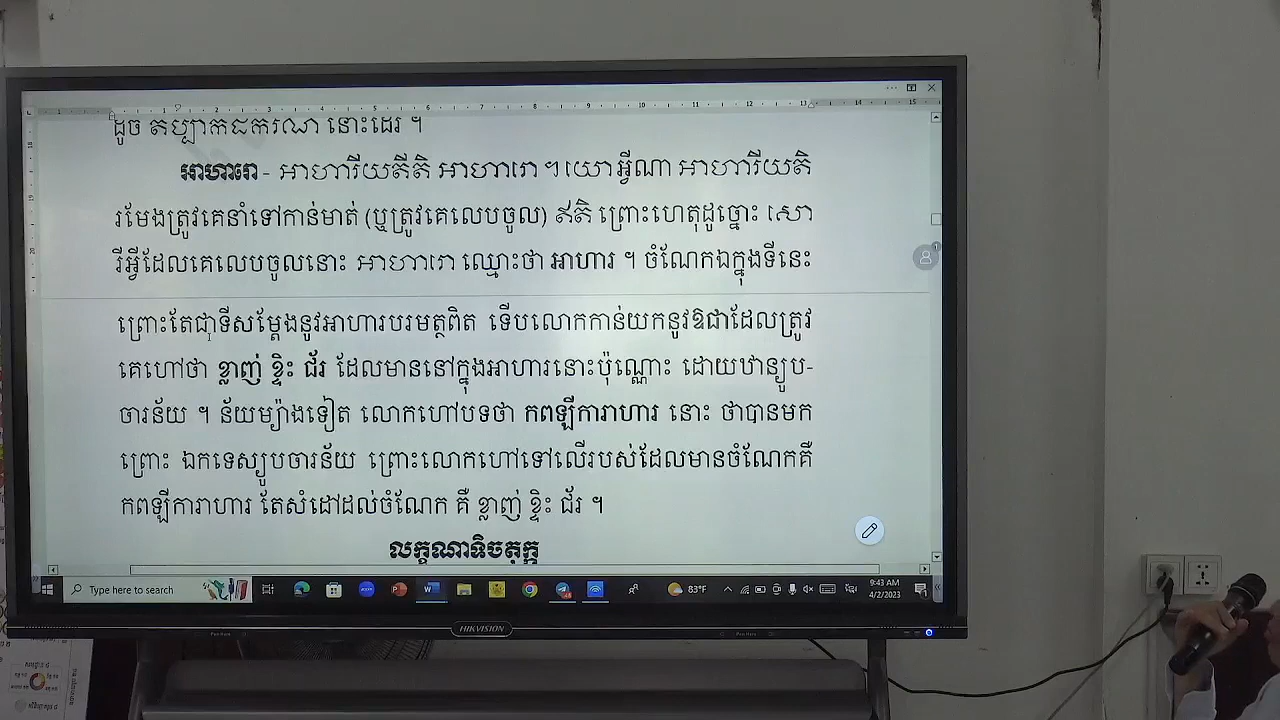 ដូច តប្បាកដករណា នោះដែរ ។
អាហារោ - អាហារីយតីតិ អាហារោ ។ យោ អ្វីណា អាហារីយតិ
រមែងត្រូវគេនាំទៅកាន់មាត់ (ឬត្រូវគេលេបចូល) ឥតិ ព្រោះហេតុដូច្នោះ សោ
រីអ្វីដែលគេលេបចូលនោះ អាហារោ ឈ្មោះថា អាហារ ។ ចំណែកឯក្នុងទីនេះ
ព្រោះតែជាទីសម្ដែងនូវអាហារបរមត្ថពិត ទើបលោកកាន់យកនូវឱជាដែលត្រូវ
គេហៅថា ខ្លាញ់ ខ្ទិះ ជ័រ ដែលមាននៅក្នុងអាហារនោះប៉ុណ្ណោះ ដោយឋាន្យូប-
ចារន័យ ។ ន័យម្យ៉ាងទៀត លោកហៅបទថា កពឡីការាហារ នោះ ថាបានមក
ព្រោះ ឯកទេស្យូបចារន័យ ព្រោះលោកហៅទៅលើរបស់ដែលមានចំណែកគឺ
កពឡីការាហារ តែសំដៅដល់ចំណែក គឺ ខ្លាញ់ ខ្ទិះ ជ័រ ។
លក្ខណាទិចតុក្ក
Type here to search
83°F
9:43 AM
4/2/2023
HIKVISION